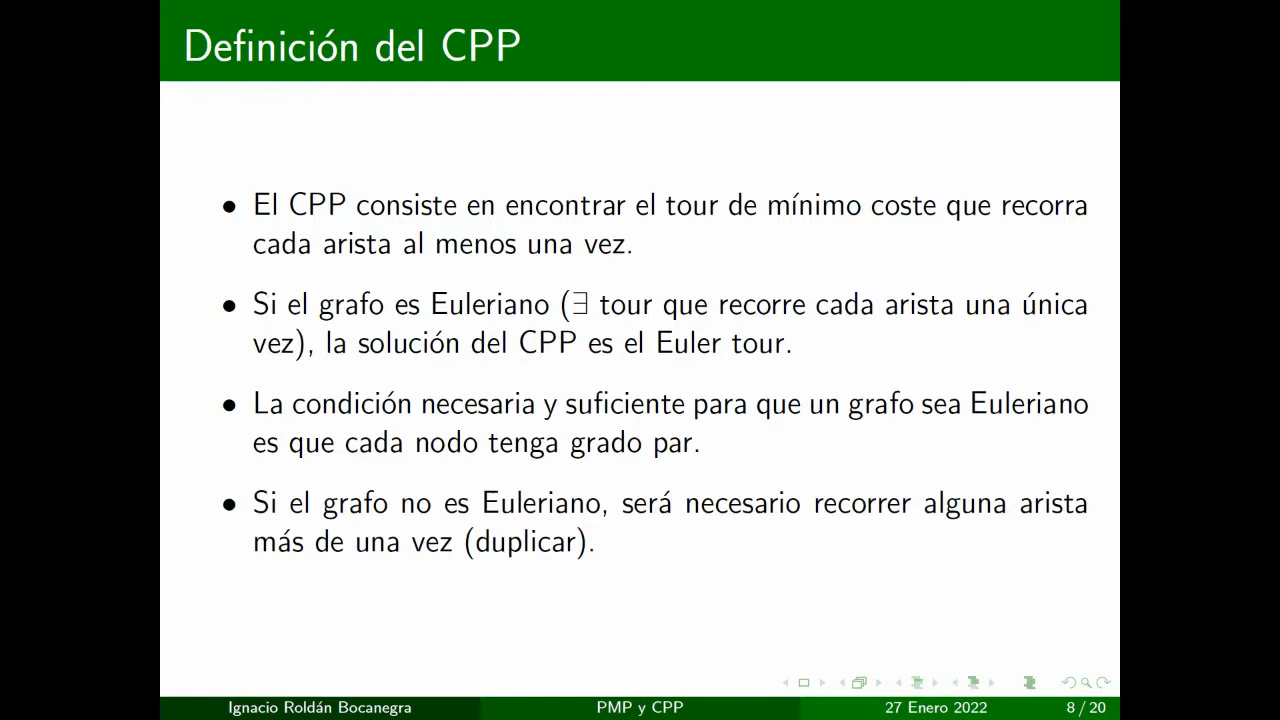 Definición del CPP
• El CPP consiste en encontrar el tour de mínimo coste que recorra
cada arista al menos una vez.
• Si el grafo es Euleriano (∃ tour que recorre cada arista una única
vez), la solución del CPP es el Euler tour.
• La condición necesaria y suficiente para que un grafo sea Euleriano
es que cada nodo tenga grado par.
• Si el grafo no es Euleriano, será necesario recorrer alguna arista
más de una vez (duplicar).
Ignacio Roldán Bocanegra PMP y CPP 27 Enero 2022 8 / 20